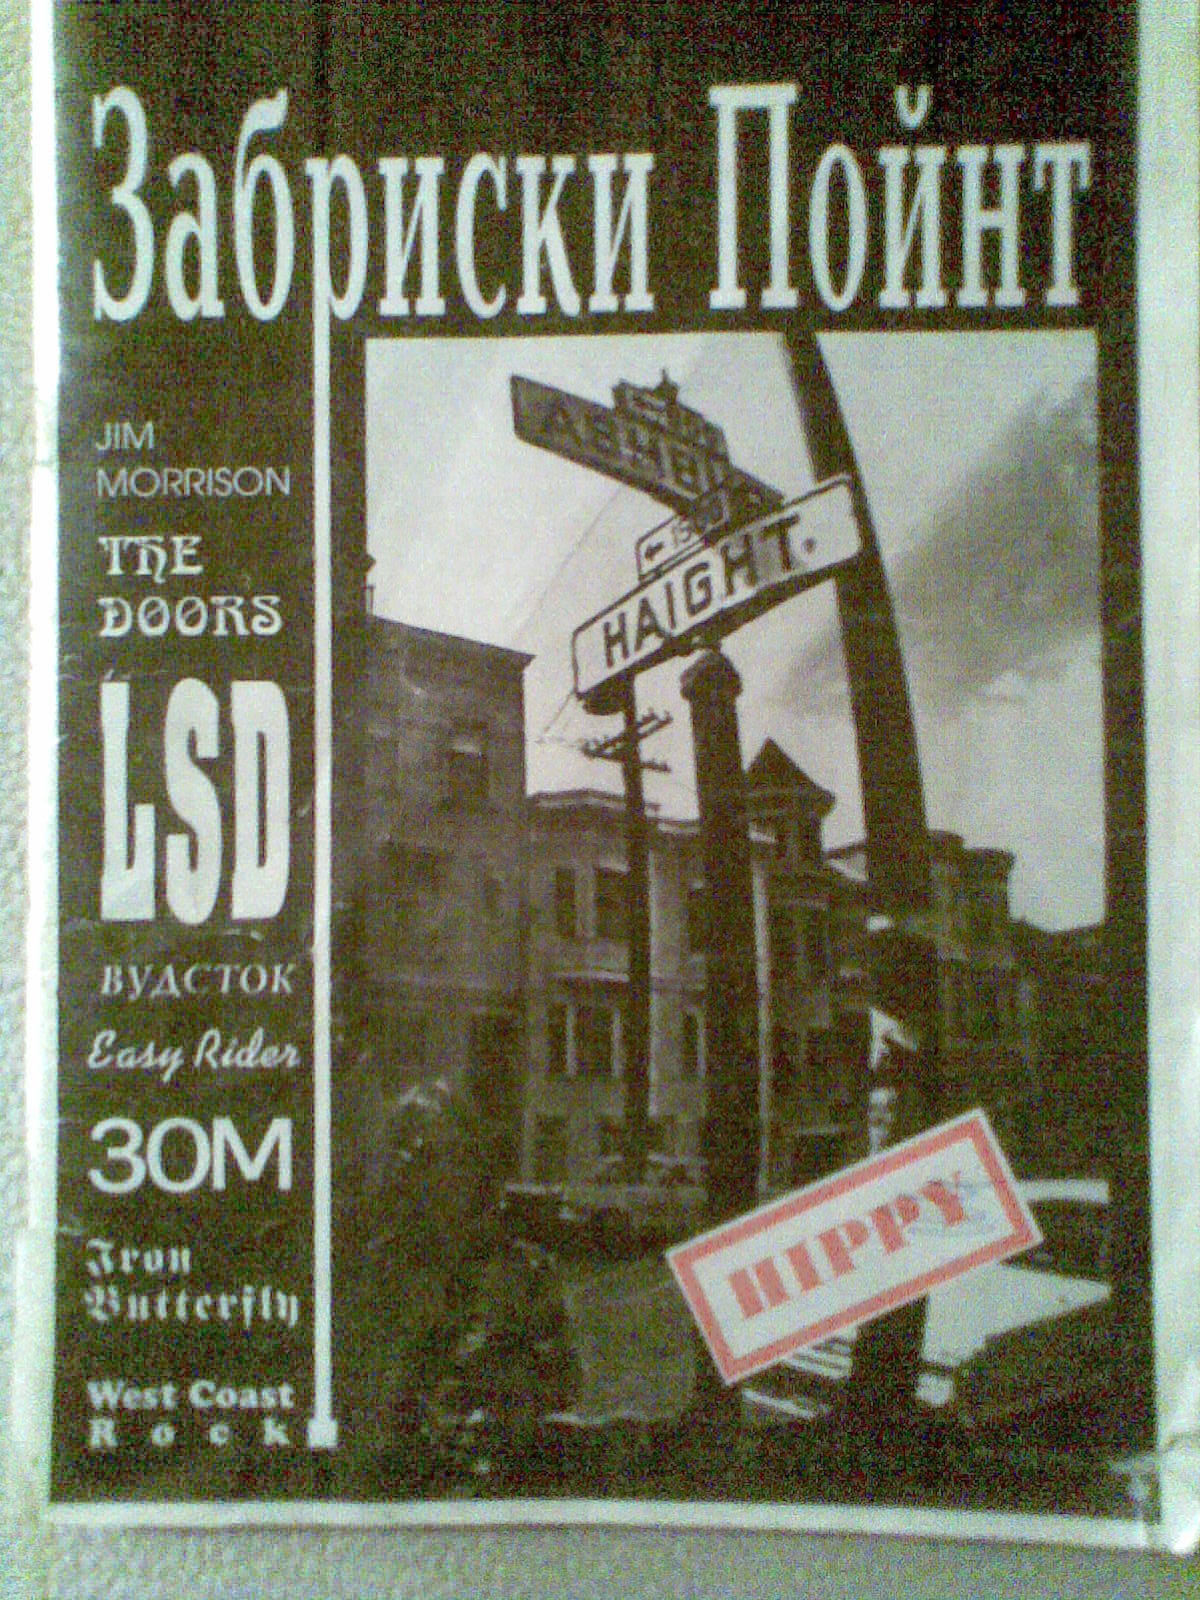 Забриски Пойнт
JIM
MORRISON
THE
DOORS
LSD
ВУДСТОК
Easy Rider
ЗОМ
Iron
Butterfly
West Coast
Rock
HAIGHT.
HIPPY